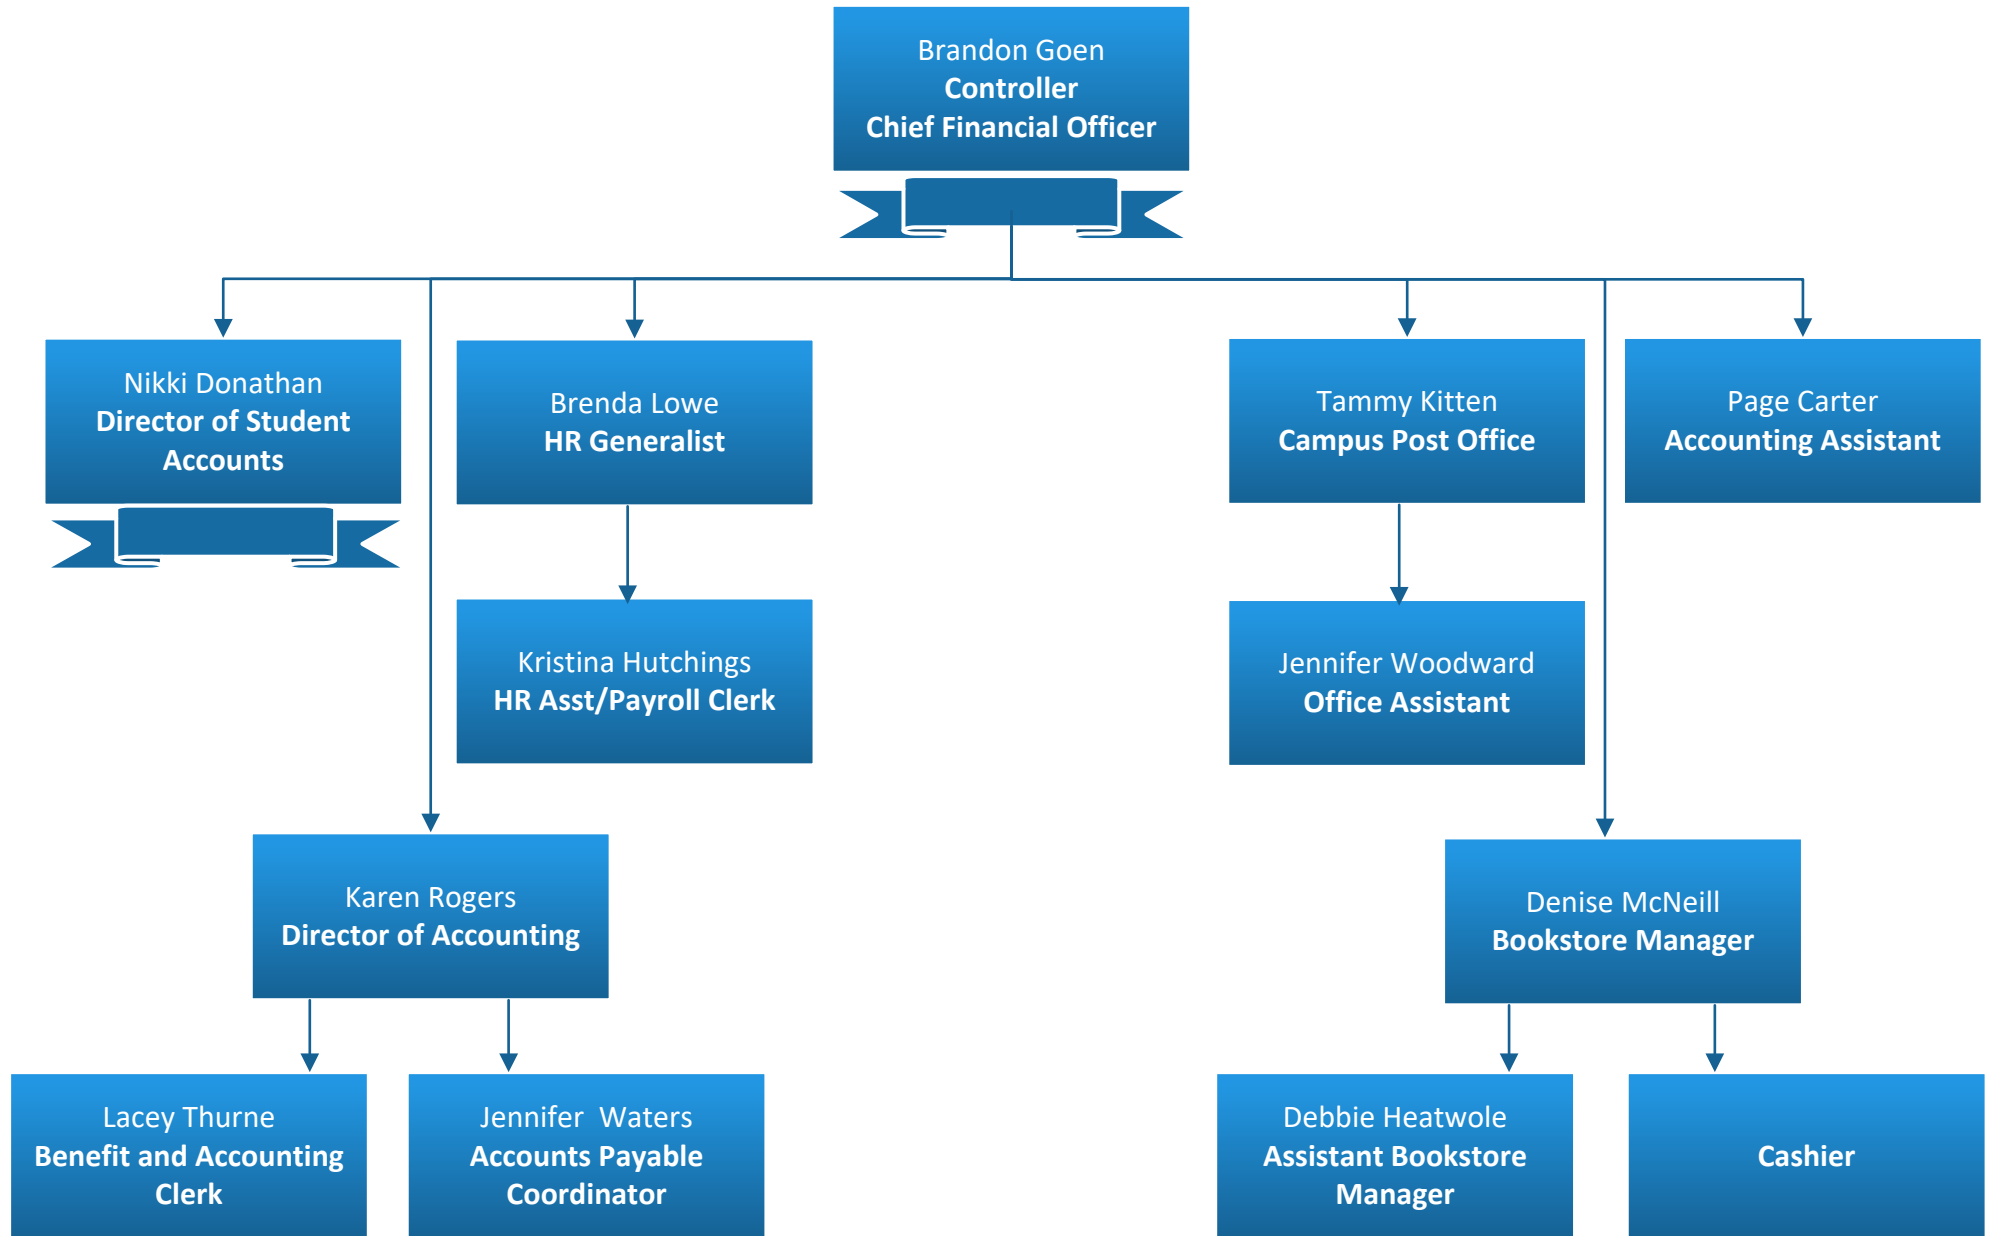 Brandon Goen
Controller
Chief Financial Officer
Nikki Donathan
Director of Student
Accounts
Brenda Lowe
HR Generalist
Tammy Kitten
Campus Post Office
Page Carter
Accounting Assistant
Kristina Hutchings
HR Asst/Payroll Clerk
Jennifer Woodward
Office Assistant
Karen Rogers
Director of Accounting
Denise McNeill
Bookstore Manager
Lacey Thurne
Benefit and Accounting
Clerk
Jennifer  Waters
Accounts Payable
Coordinator
Debbie Heatwole
Assistant Bookstore
Manager
Cashier